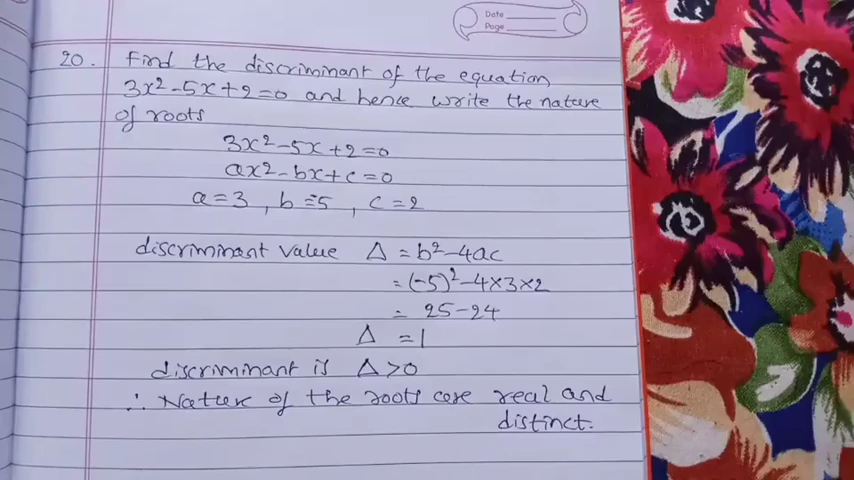 Date
Page
20. Find the discriminant of the equation
3x²-5x+2=0 and hence write the nature
of roots
3x²-5x+2=0
ax²-bx+c=0
a=3, b=-5, c=2
discriminant value Δ = b²-4ac
= (-5)²-4×3×2
= 25-24
Δ = 1
discriminant is Δ>0
∴ Nature of the roots are real and
distinct.